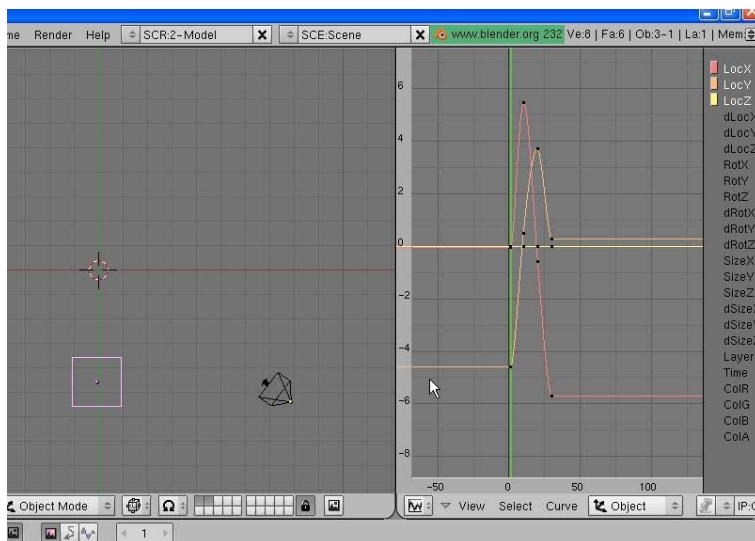 Render Help SCR:2-Model X SCE:Scene X www.blender.org 232 Ve:8 | Fa:6 | Ob:3-1 | La:1 | Mem:
6
4
2
0
-2
-4
-6
-8
-50 0 50 100
LocX
LocY
LocZ
dLocX
dLocY
dLocZ
RotX
RotY
RotZ
dRotX
dRotY
dRotZ
SizeX
SizeY
SizeZ
dSizeX
dSizeY
dSizeZ
Layer
Time
ColR
ColG
ColB
ColA
Object Mode View Select Curve Object IP:
1